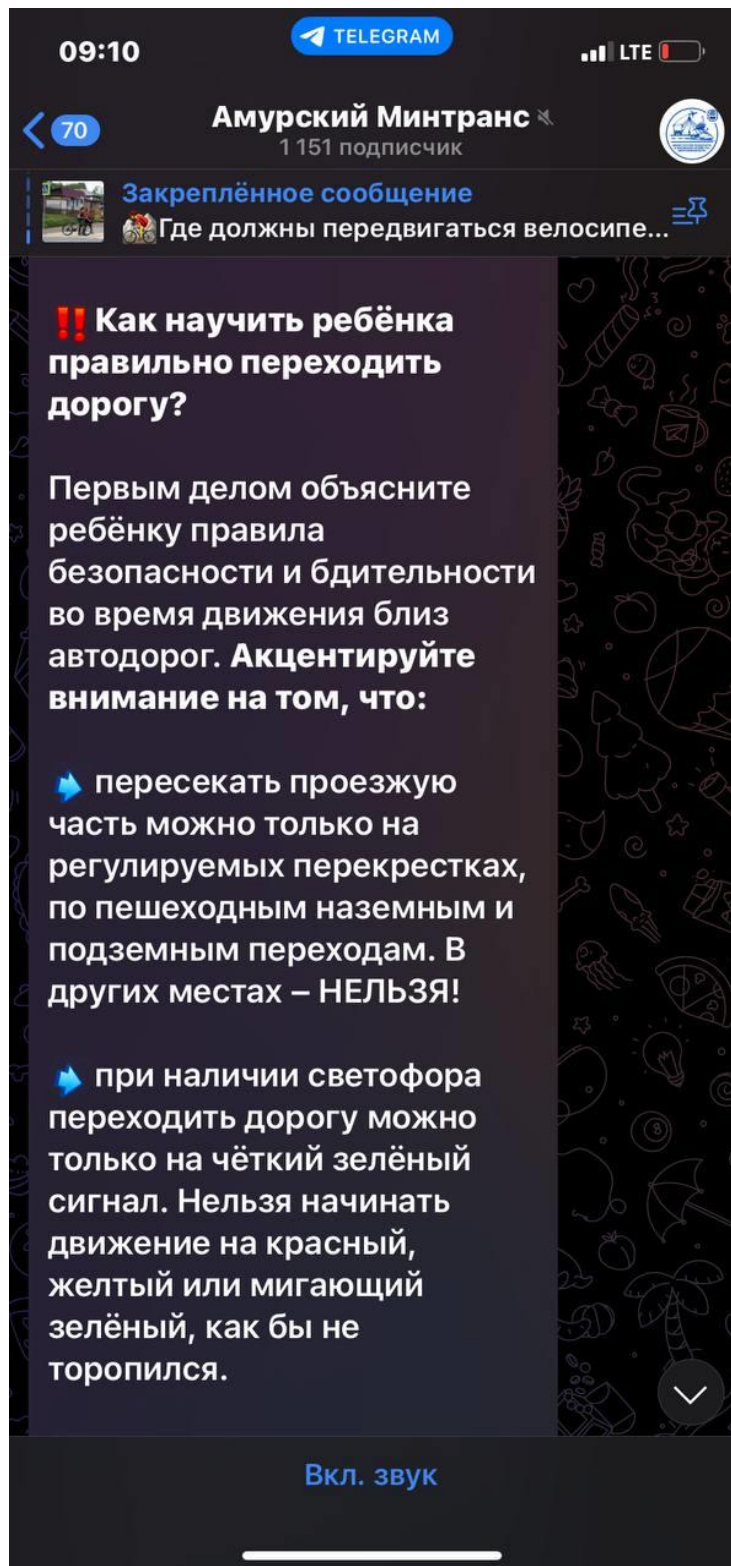 09:10
TELEGRAM
LTE
70
Амурский Минтранс
1 151 подписчик
Закреплённое сообщение
Где должны передвигаться велосипе...
‼️Как научить ребёнка
правильно переходить
дорогу?
Первым делом объясните
ребёнку правила
безопасности и бдительности
во время движения близ
автодорог. Акцентируйте
внимание на том, что:
пересекать проезжую
часть можно только на
регулируемых перекрестках,
по пешеходным наземным и
подземным переходам. В
других местах – НЕЛЬЗЯ!
при наличии светофора
переходить дорогу можно
только на чёткий зелёный
сигнал. Нельзя начинать
движение на красный,
желтый или мигающий
зелёный, как бы не
торопился.
Вкл. звук